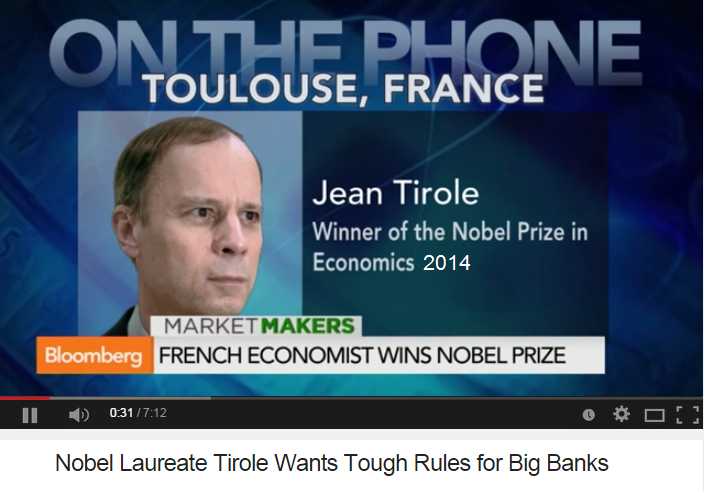 ON THE PHONE
TOULOUSE, FRANCE
Jean Tirole
Winner of the Nobel Prize in
Economics 2014
MARKETMAKERS
Bloomberg FRENCH ECONOMIST WINS NOBEL PRIZE
0:31 / 7:12
Nobel Laureate Tirole Wants Tough Rules for Big Banks